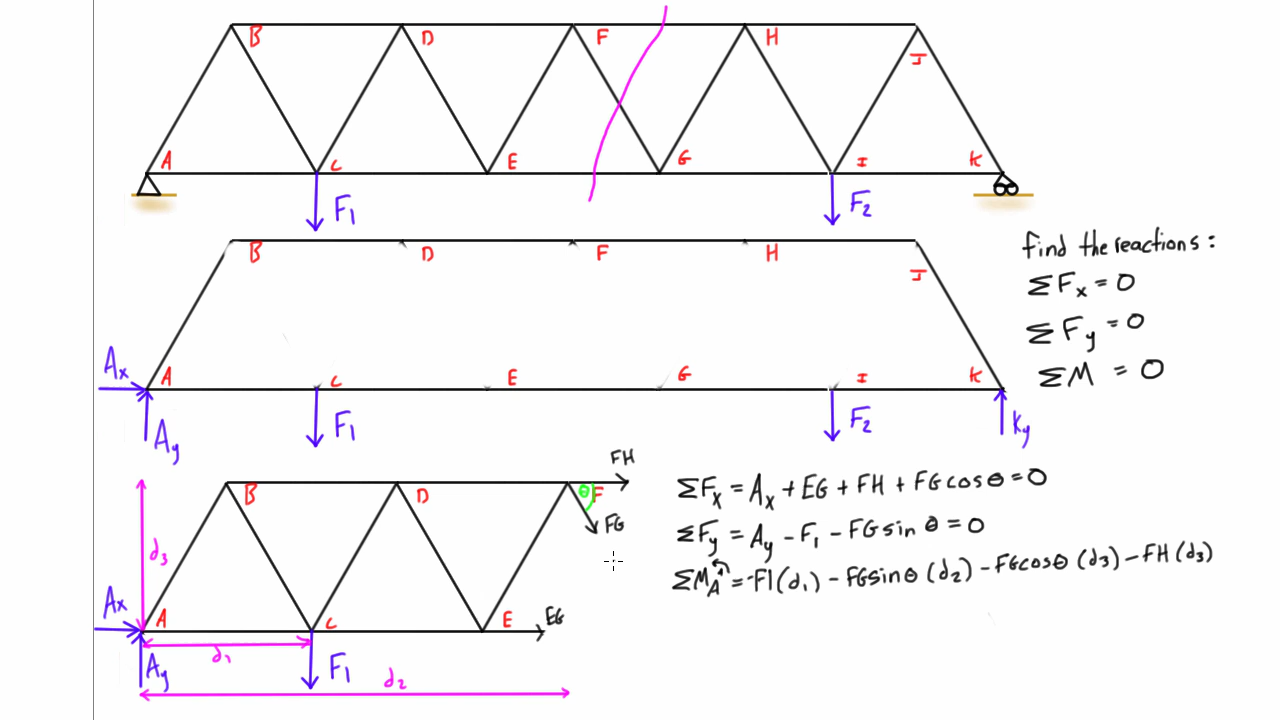 B D F H J
A C E G I K
F₁ F₂
find the reactions:
ΣFx = 0
ΣFy = 0
ΣM = 0
B D F H J
Ax A C E G I K
Ay F₁ F₂ Ky
FH
B D θ F
FG
d₃
Ax A C E EG
d₁
Ay F₁
d₂
ΣFx = Ax + EG + FH + FG cos θ = 0
ΣFy = Ay - F₁ - FG sin θ = 0
ΣMA = -F1(d₁) - FG sin θ (d₂) - FG cos θ (d₃) - FH (d₃)